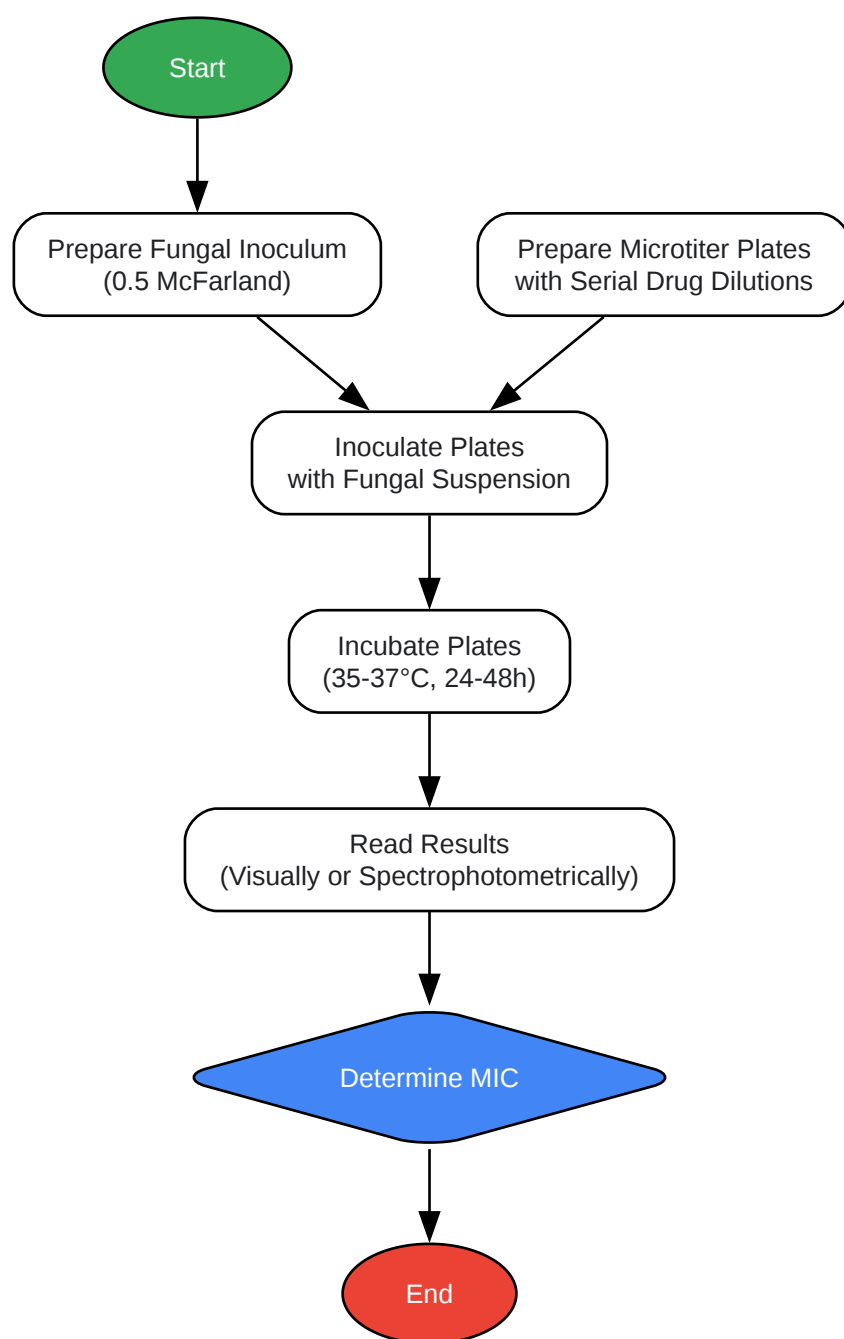 Start
Prepare Fungal Inoculum
(0.5 McFarland)
Prepare Microtiter Plates
with Serial Drug Dilutions
Inoculate Plates
with Fungal Suspension
Incubate Plates
(35-37°C, 24-48h)
Read Results
(Visually or Spectrophotometrically)
Determine MIC
End